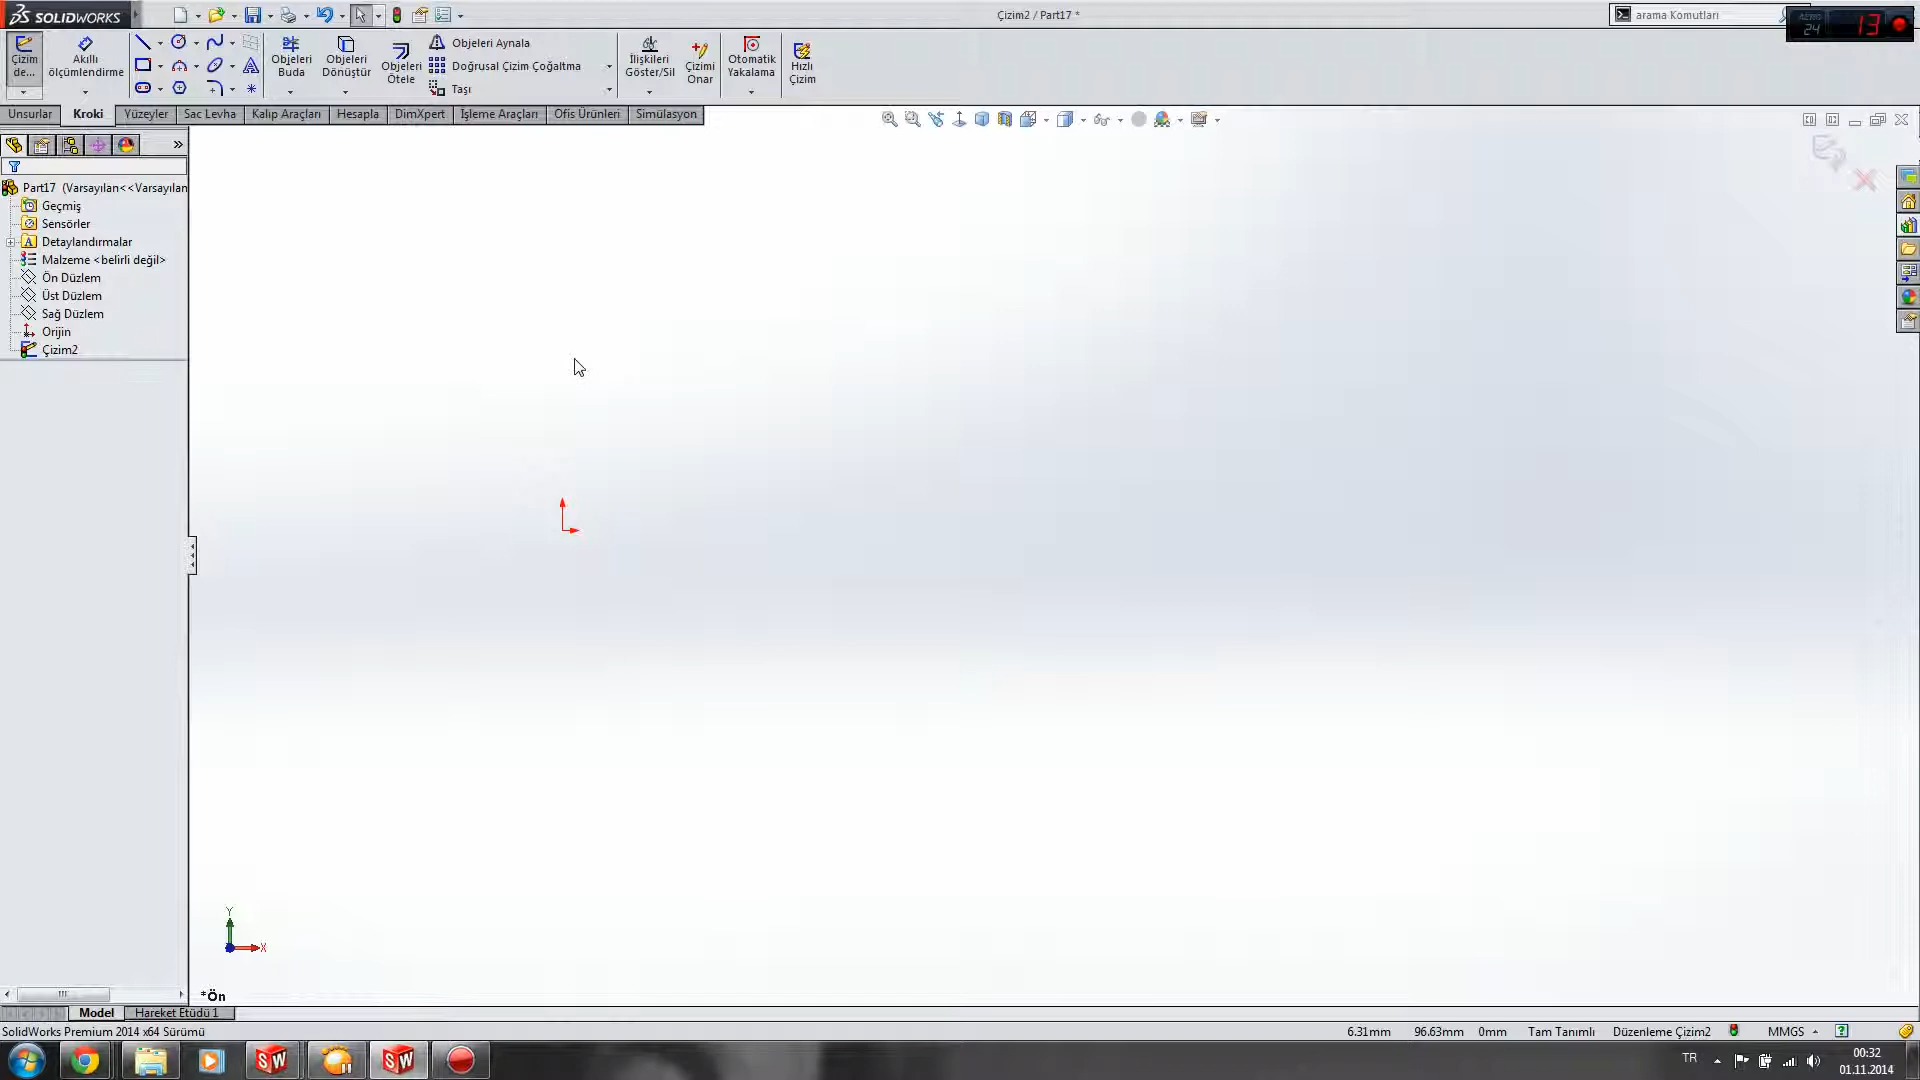 SOLIDWORKS
Çizim2 / Part17 *
arama Komutları
24
13
Çizim de...
Akıllı ölçümlendirme
Objeleri Buda
Objeleri Dönüştür
Objeleri Ötele
Objeleri Aynala
Doğrusal Çizim Çoğaltma
Taşı
İlişkileri Göster/Sil
Çizimi Onar
Otomatik Yakalama
Hızlı Çizim
Unsurlar
Kroki
Yüzeyler
Sac Levha
Kalıp Araçları
Hesapla
DimXpert
İşleme Araçları
Ofis Ürünleri
Simülasyon
Part17 (Varsayılan<<Varsayılan
Geçmiş
Sensörler
Detaylandırmalar
Malzeme <belirli değil>
Ön Düzlem
Üst Düzlem
Sağ Düzlem
Orijin
Çizim2
Y
X
*Ön
Model
Hareket Etüdü 1
SolidWorks Premium 2014 x64 Sürümü
6.31mm
96.63mm
0mm
Tam Tanımlı
Düzenleme Çizim2
MMGS
SW
SW
TR
00:32
01.11.2014